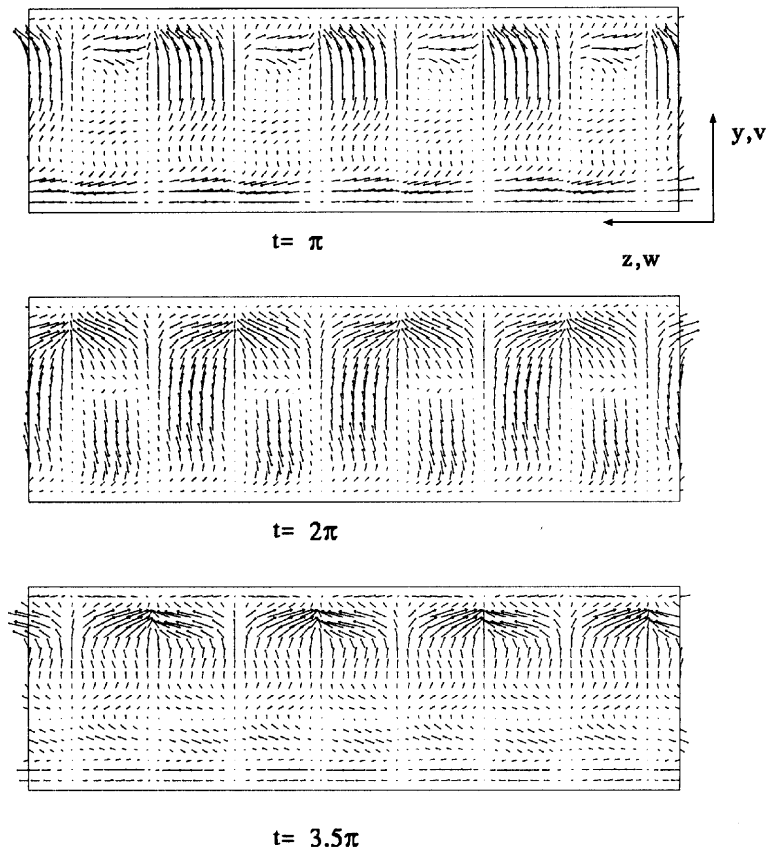 y,v
t= π
z,w
t= 2π
t= 3.5π